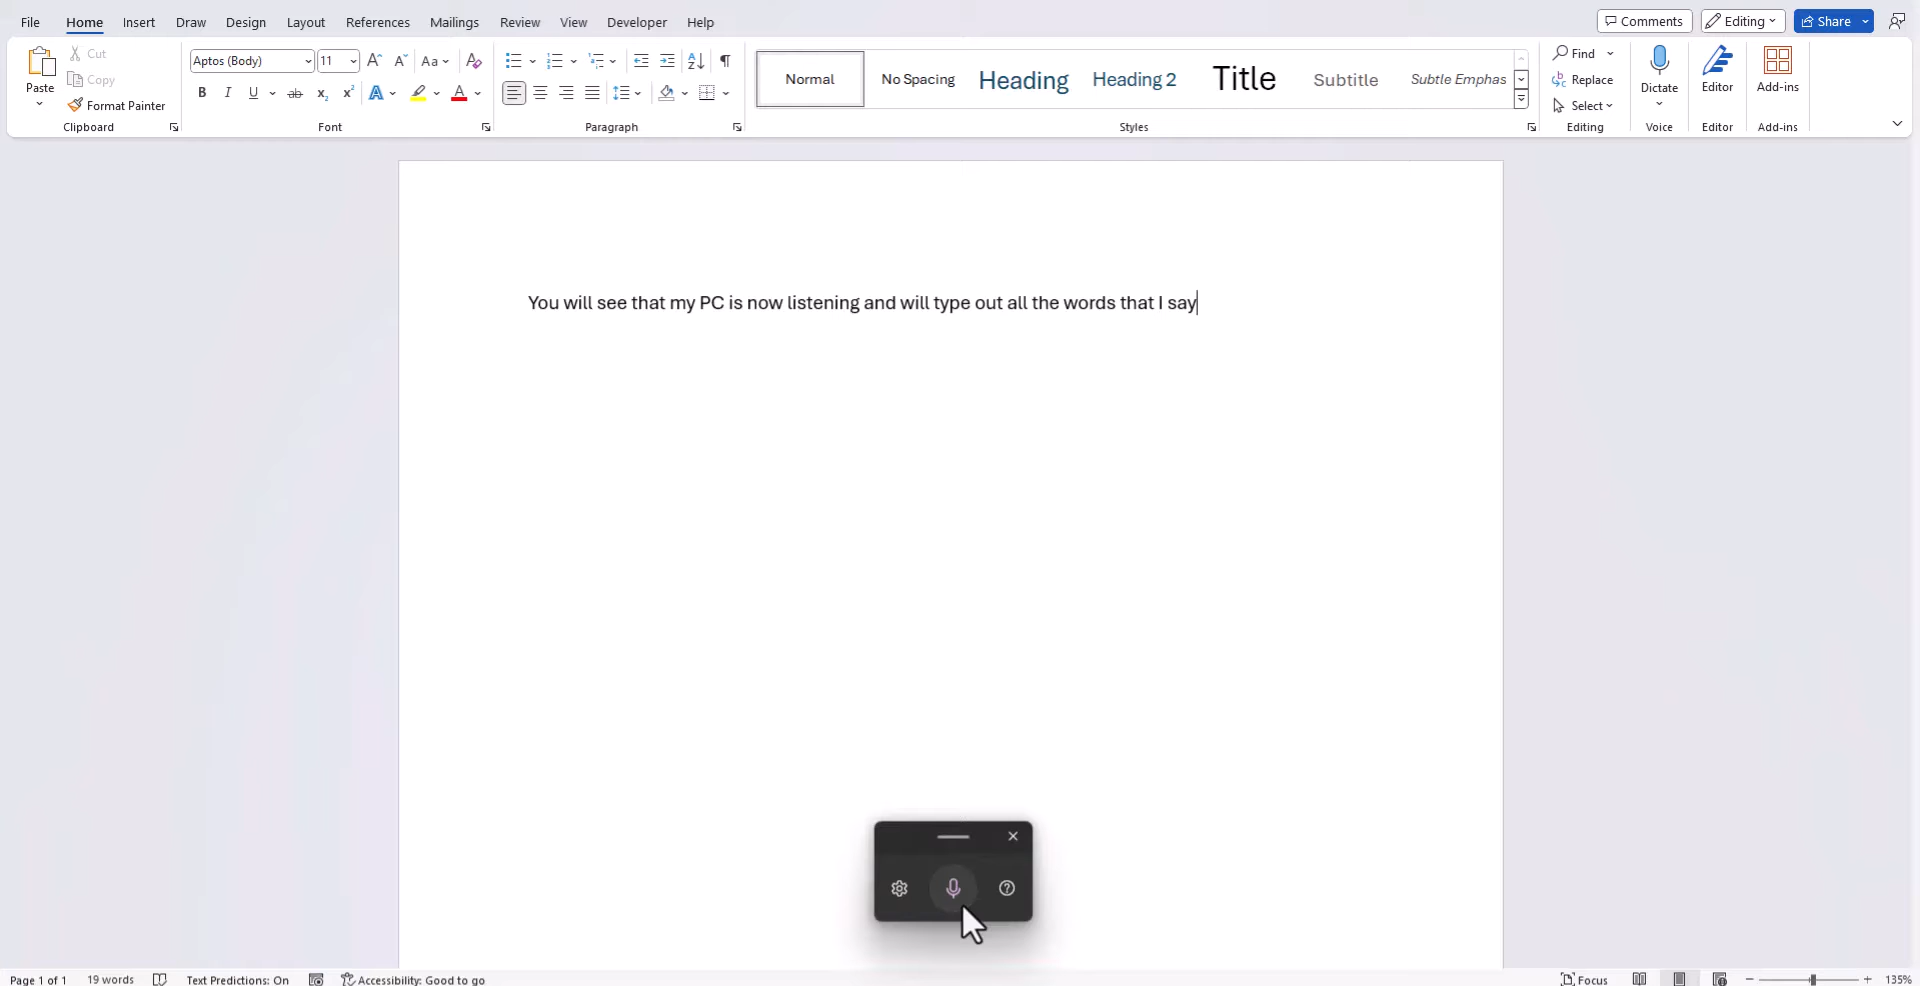 File Home Insert Draw Design Layout References Mailings Review View Developer Help Comments Editing Share
Paste Cut Copy Format Painter Clipboard
Aptos (Body) 11 Aa B I U ab x₂ x² A A Font
Paragraph
Normal No Spacing Heading Heading 2 Title Subtitle Subtle Emphas Styles
Find Replace Select Editing
Dictate Voice
Editor Editor
Add-ins Add-ins
You will see that my PC is now listening and will type out all the words that I say
Page 1 of 1 19 words Text Predictions: On Accessibility: Good to go Focus 135%